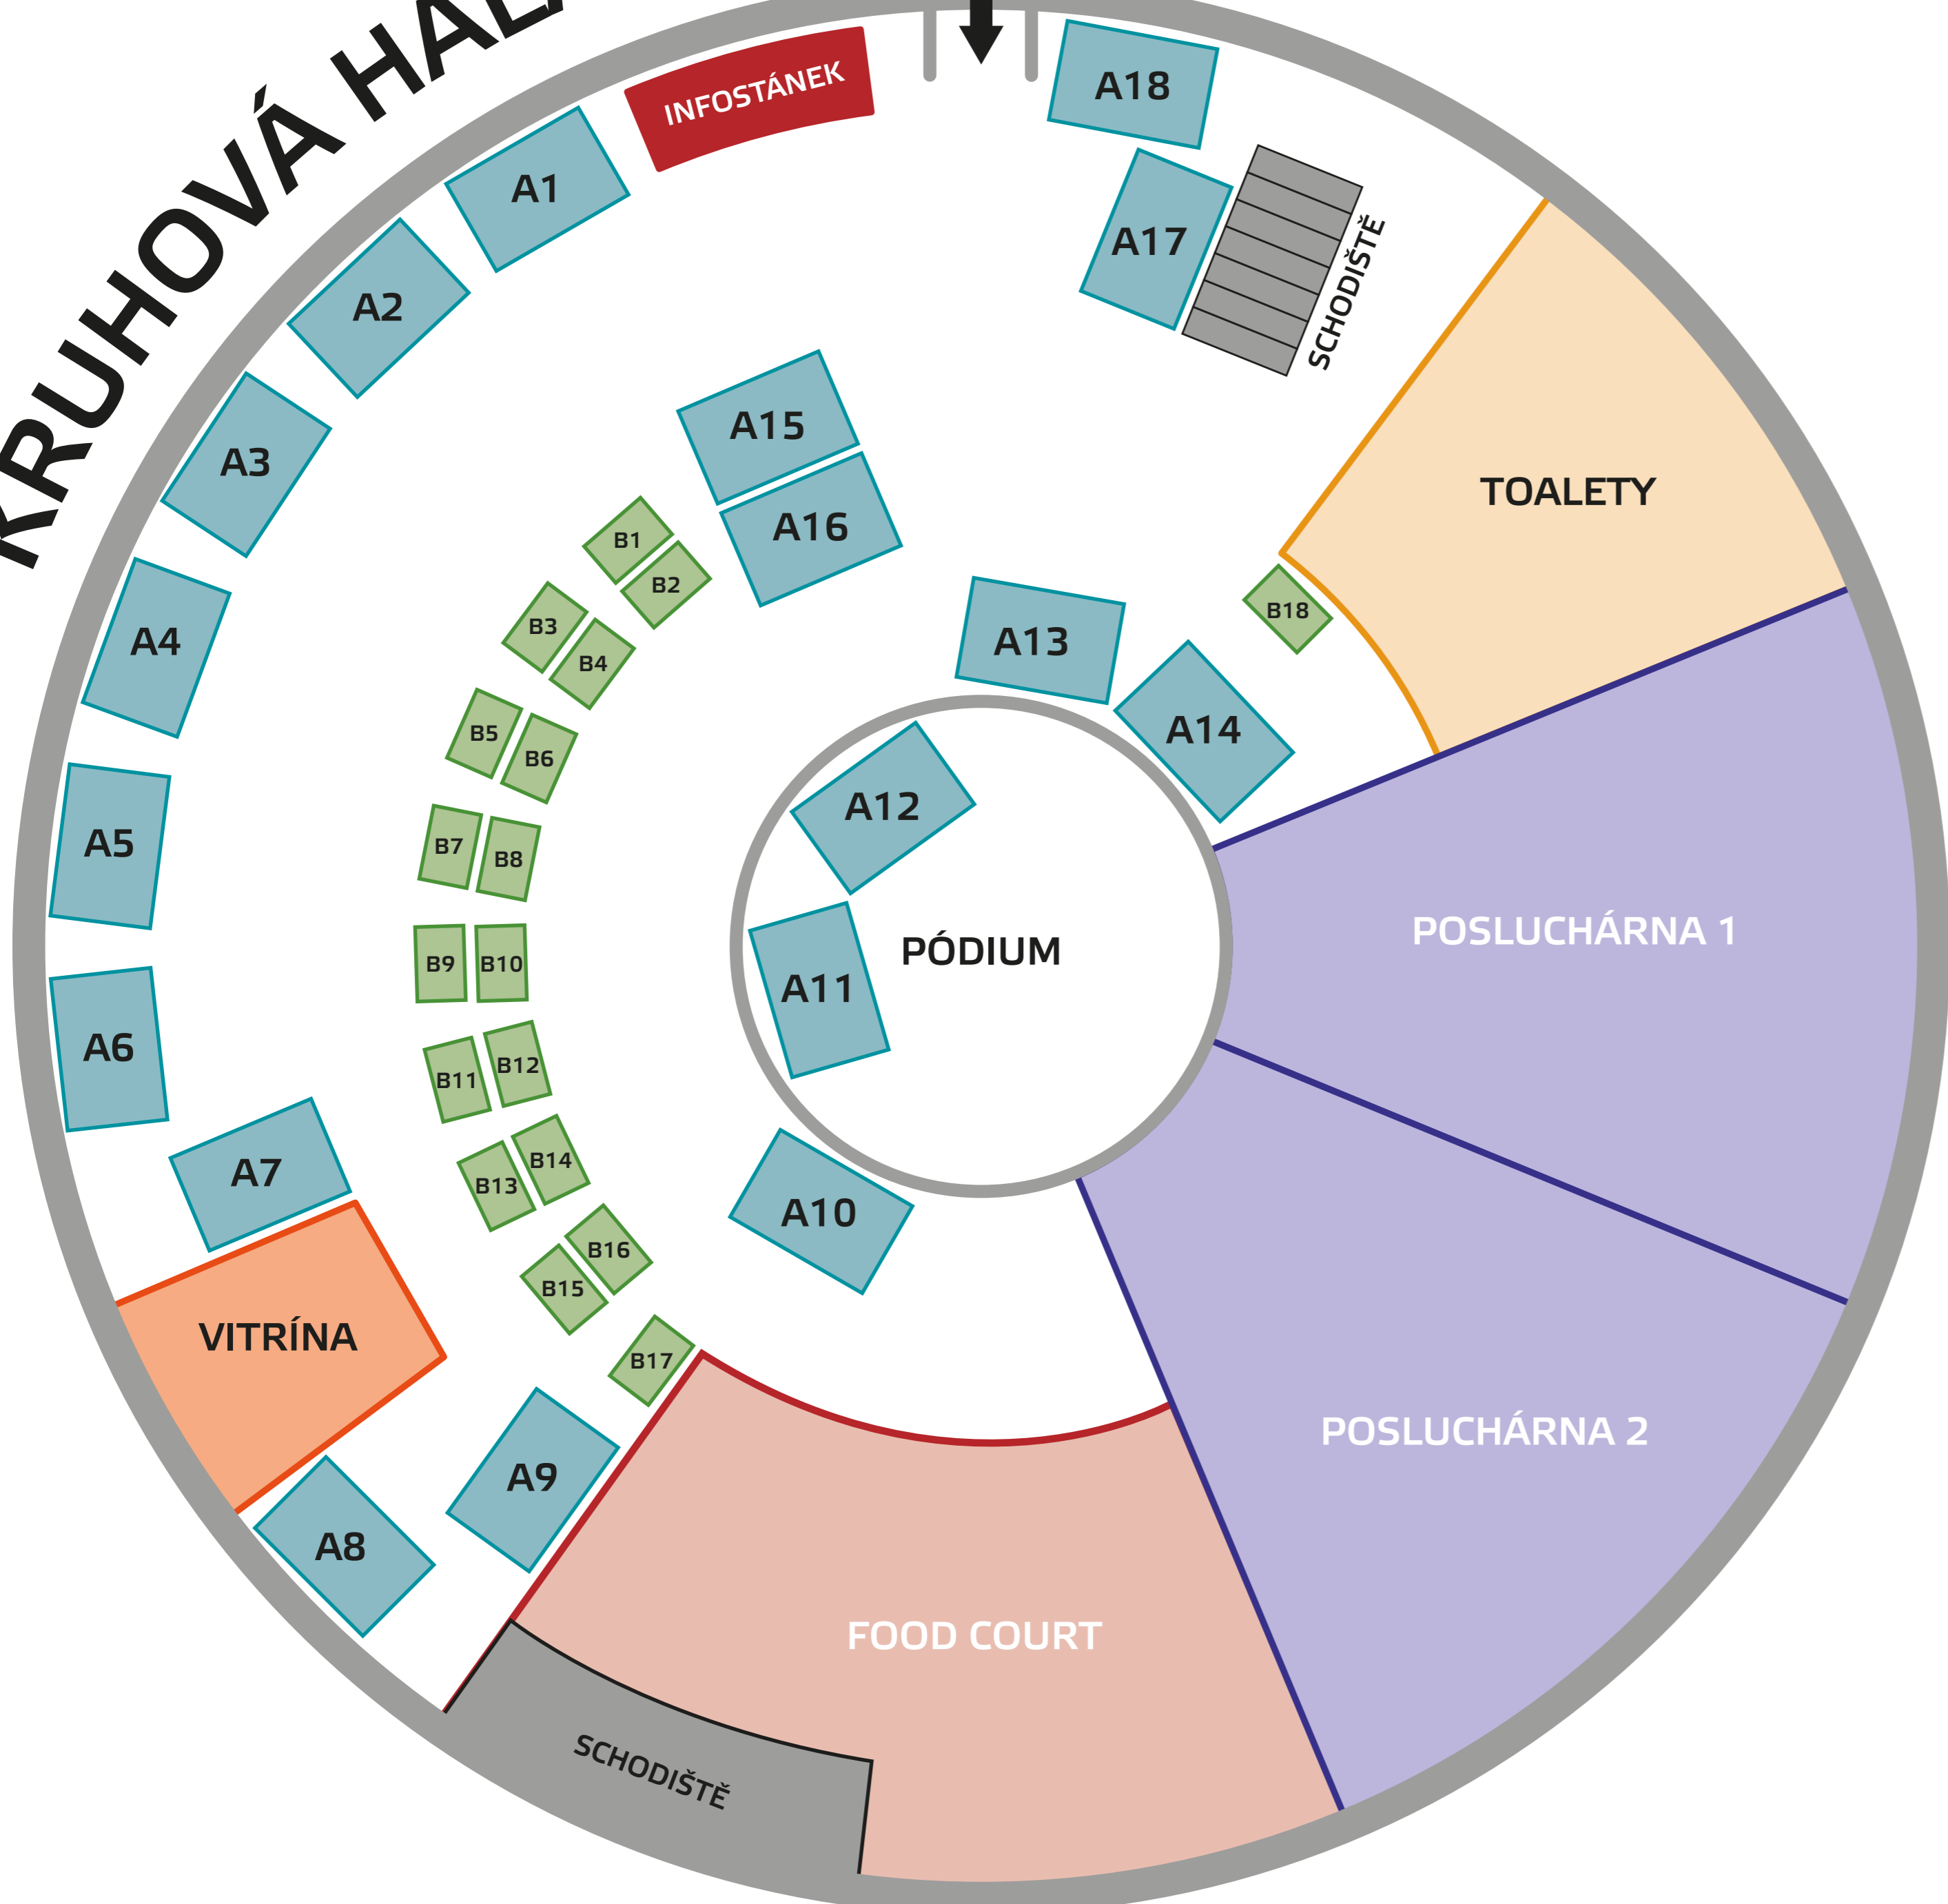 KRUHOVÁ HAL
INFOSTÁNEK
A18
A1
A17
SCHODIŠTĚ
A2
A15
A3
TOALETY
A16
B1
B2
B18
B3
A13
A4
B4
A14
B5
B6
A12
A5
B7
B8
POSLUCHÁRNA 1
PÓDIUM
B9
B10
A11
A6
B12
B11
B14
A7
B13
A10
B16
B15
VITRÍNA
B17
POSLUCHÁRNA 2
A9
A8
FOOD COURT
SCHODIŠTĚ